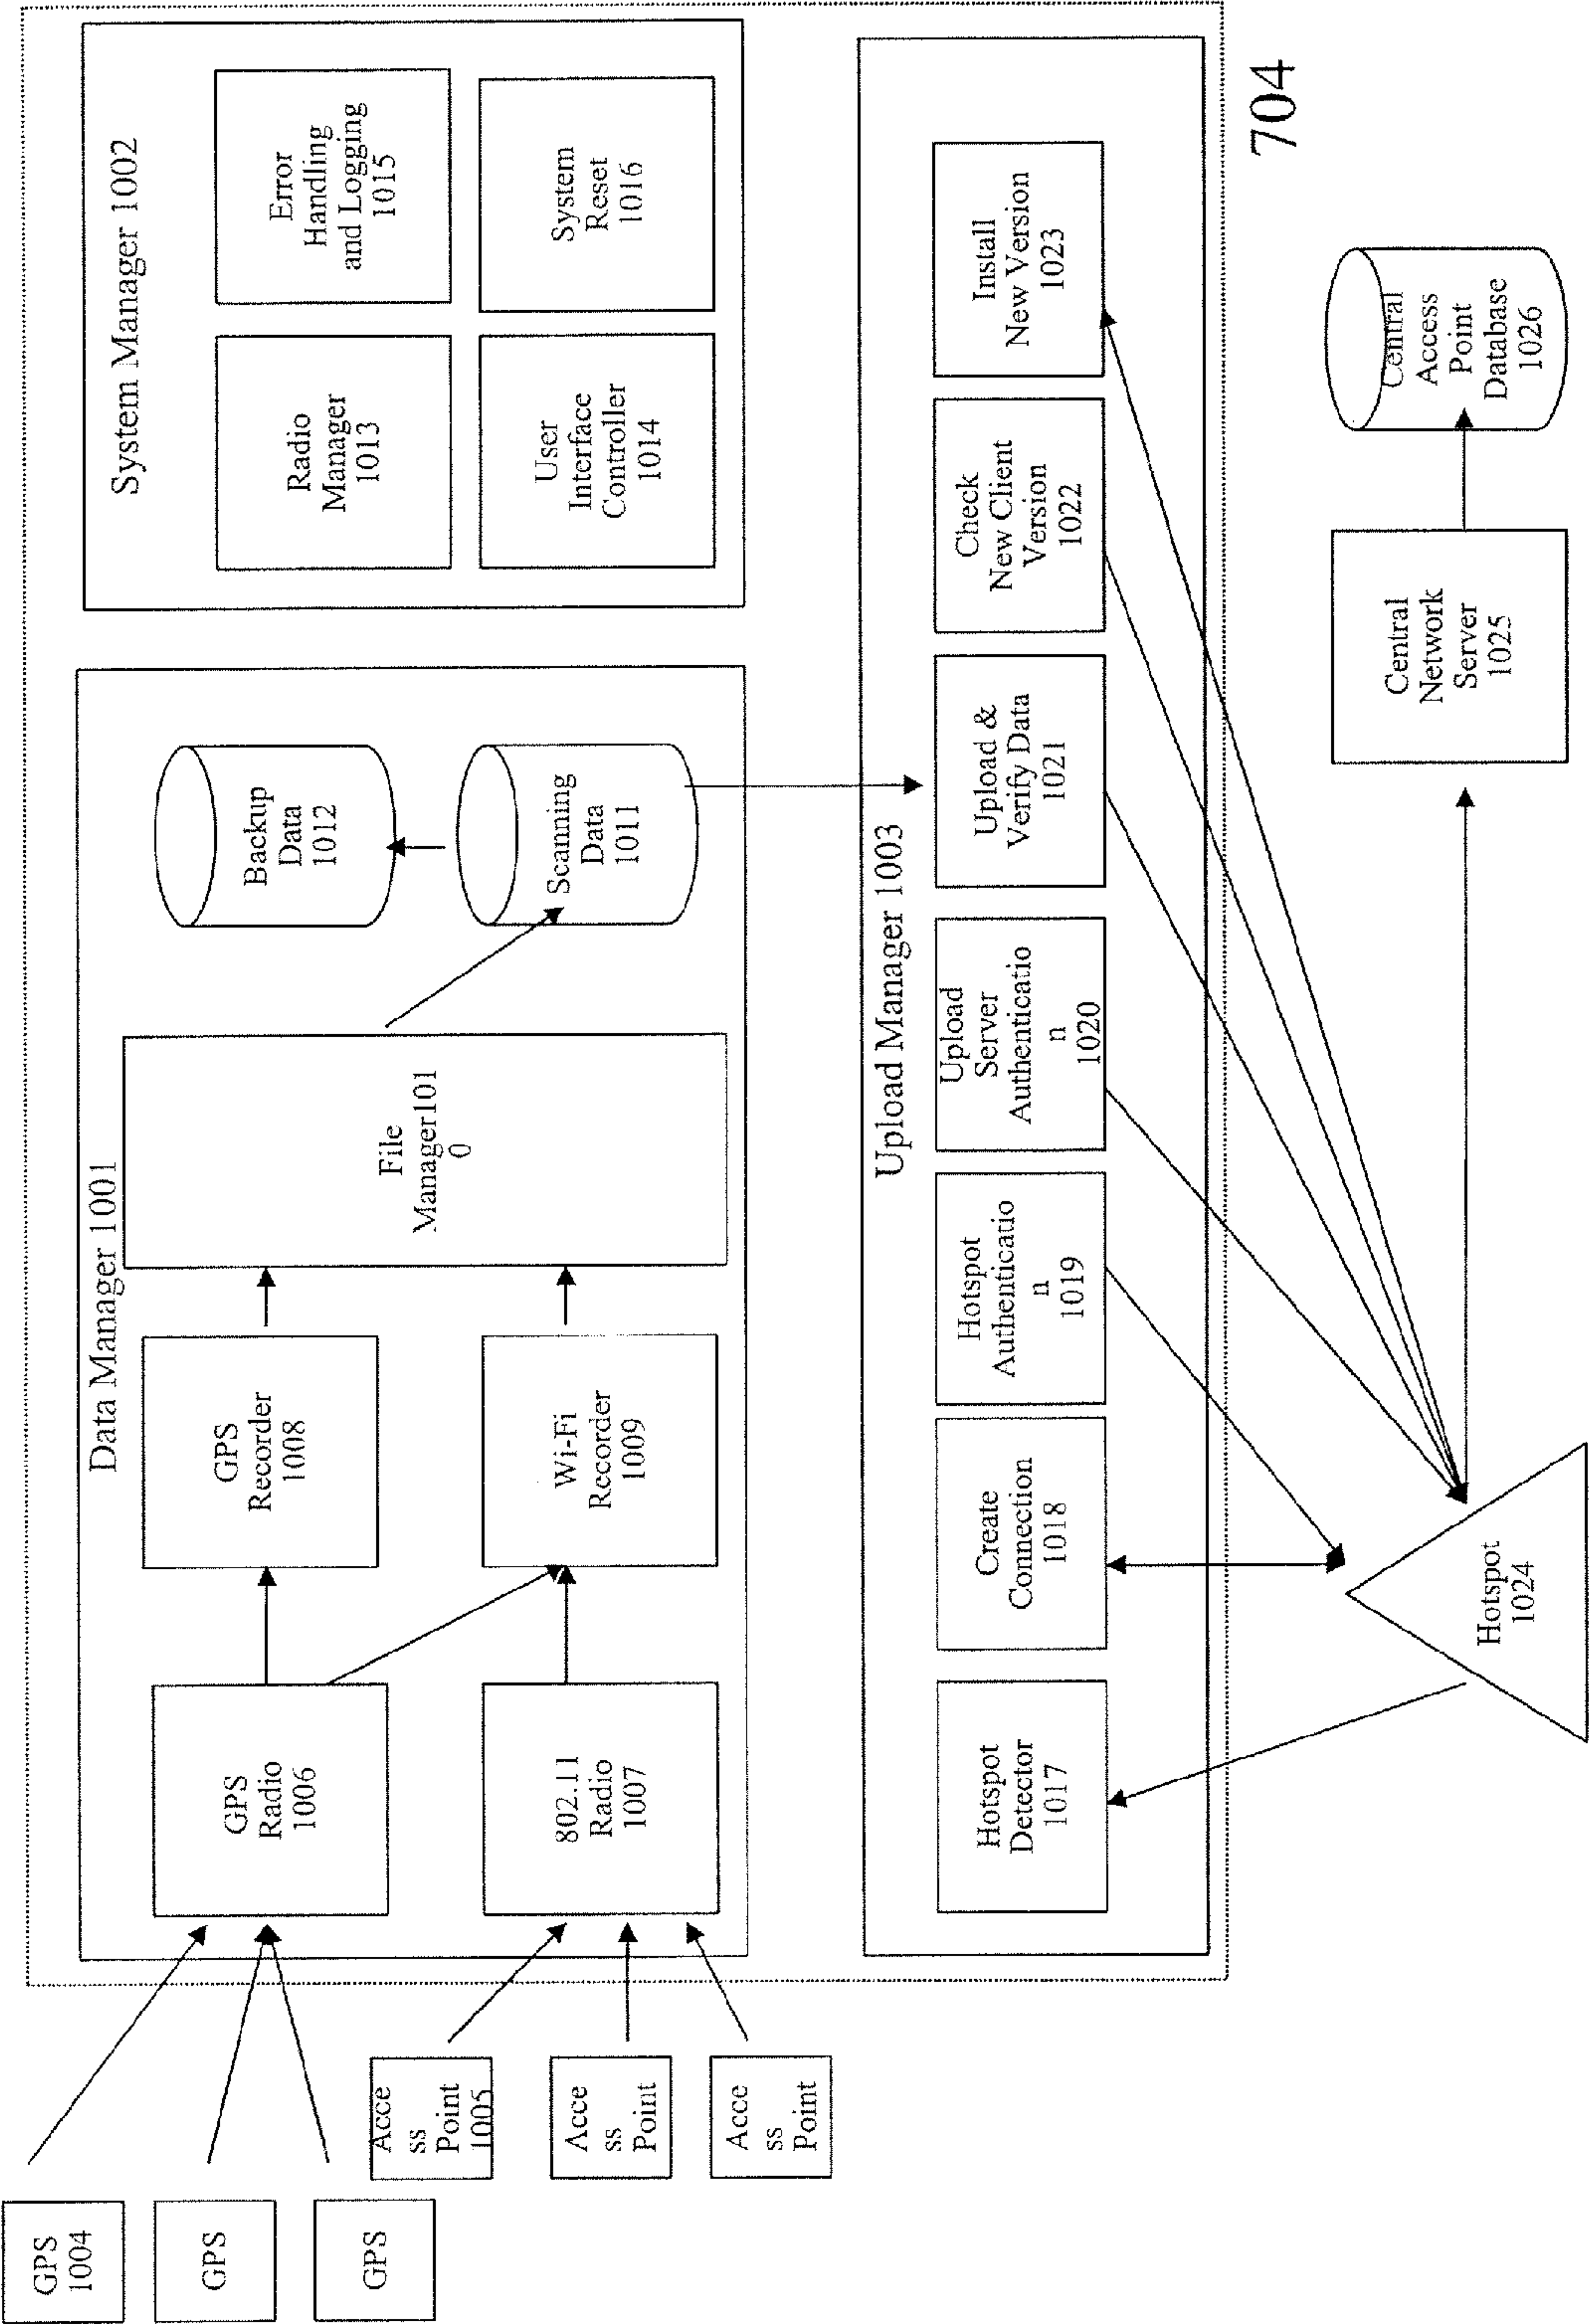 GPS
1004
GPS
GPS
Acce
ss
Point
1005
Acce
ss
Point
Acce
ss
Point
Data Manager 1001
GPS
Radio
1006
802.11
Radio
1007
GPS
Recorder
1008
Wi-Fi
Recorder
1009
File
Manager101
0
Backup
Data
1012
Scanning
Data
1011
System Manager 1002
Radio
Manager
1013
Error
Handling
and Logging
1015
User
Interface
Controller
1014
System
Reset
1016
Upload Manager 1003
Hotspot
Detector
1017
Create
Connection
1018
Hotspot
Authenticatio
n
1019
Upload
Server
Authenticatio
n
1020
Upload &
Verify Data
1021
Check
New Client
Version
1022
Install
New Version
1023
704
Hotspot
1024
Central
Network
Server
1025
Central
Access
Point
Database
1026